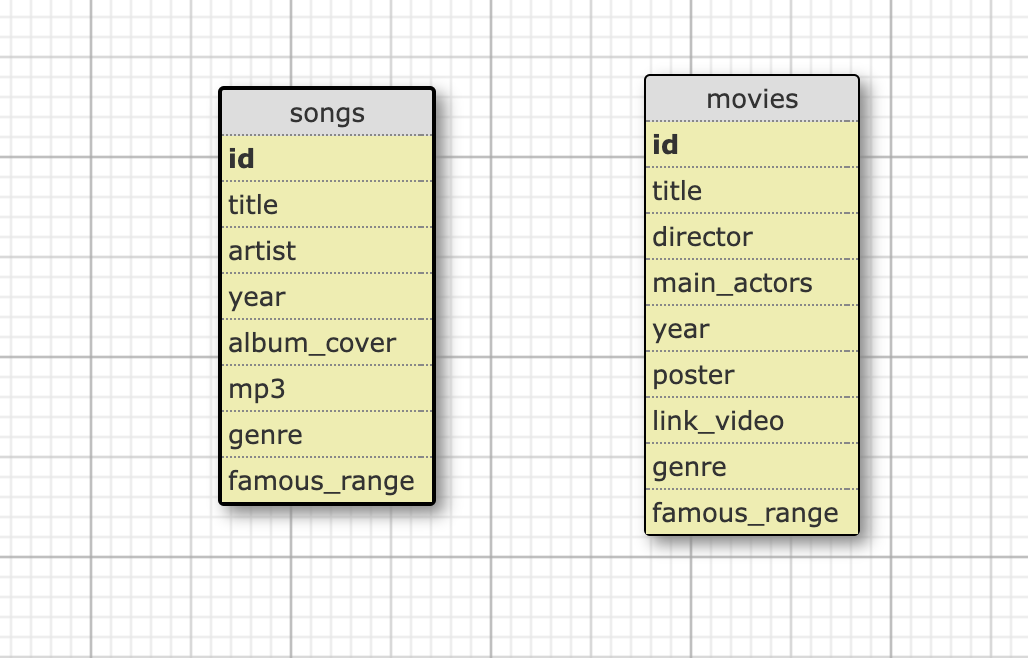 songs
id
title
artist
year
album_cover
mp3
genre
famous_range
movies
id
title
director
main_actors
year
poster
link_video
genre
famous_range